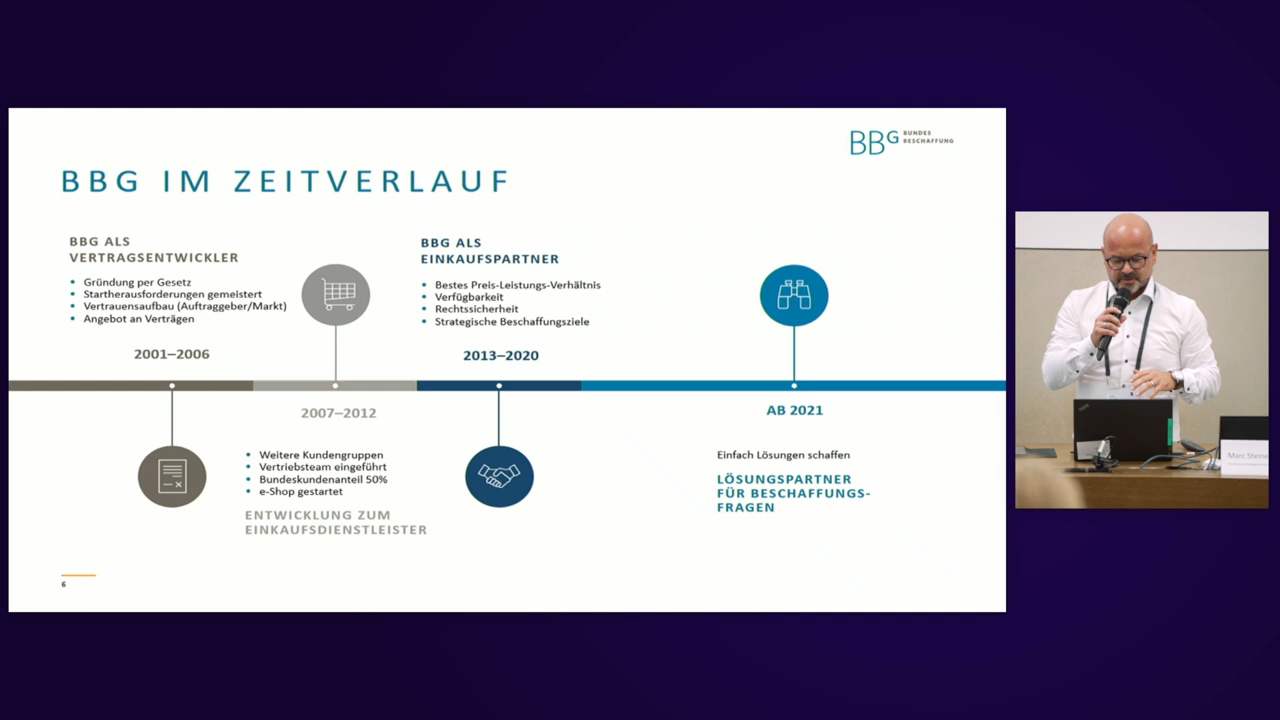 BBG BUNDES
BESCHAFFUNG
BBG IM ZEITVERLAUF
BBG ALS
VERTRAGSENTWICKLER
• Gründung per Gesetz
• Startherausforderungen gemeistert
• Vertrauensaufbau (Auftraggeber/Markt)
• Angebot an Verträgen
2001–2006
2007–2012
• Weitere Kundengruppen
• Vertriebsteam eingeführt
• Bundeskundenanteil 50%
• e-Shop gestartet
ENTWICKLUNG ZUM
EINKAUFSDIENSTLEISTER
BBG ALS
EINKAUFSPARTNER
• Bestes Preis-Leistungs-Verhältnis
• Verfügbarkeit
• Rechtssicherheit
• Strategische Beschaffungsziele
2013–2020
AB 2021
Einfach Lösungen schaffen
LÖSUNGSPARTNER
FÜR BESCHAFFUNGS-
FRAGEN
6
Marc Steine